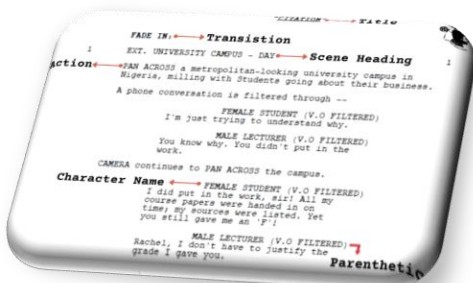 CITATION Title
FADE IN: Transistion
1 EXT. UNIVERSITY CAMPUS - DAY Scene Heading 1
Action PAN ACROSS a metropolitan-looking university campus in
Nigeria, milling with Students going about their business.
A phone conversation is filtered through --
FEMALE STUDENT (V.O FILTERED)
I'm just trying to understand why.
MALE LECTURER (V.O FILTERED)
You know why. You didn't put in the
work.
CAMERA continues to PAN ACROSS the campus.
Character Name FEMALE STUDENT (V.O FILTERED)
I did put in the work, sir! All my
course papers were handed in on
time; my sources were listed. Yet
you still gave me an 'F'!
MALE LECTURER (V.O FILTERED)
Rachel, I don't have to justify the
grade I gave you.
Parenthetic